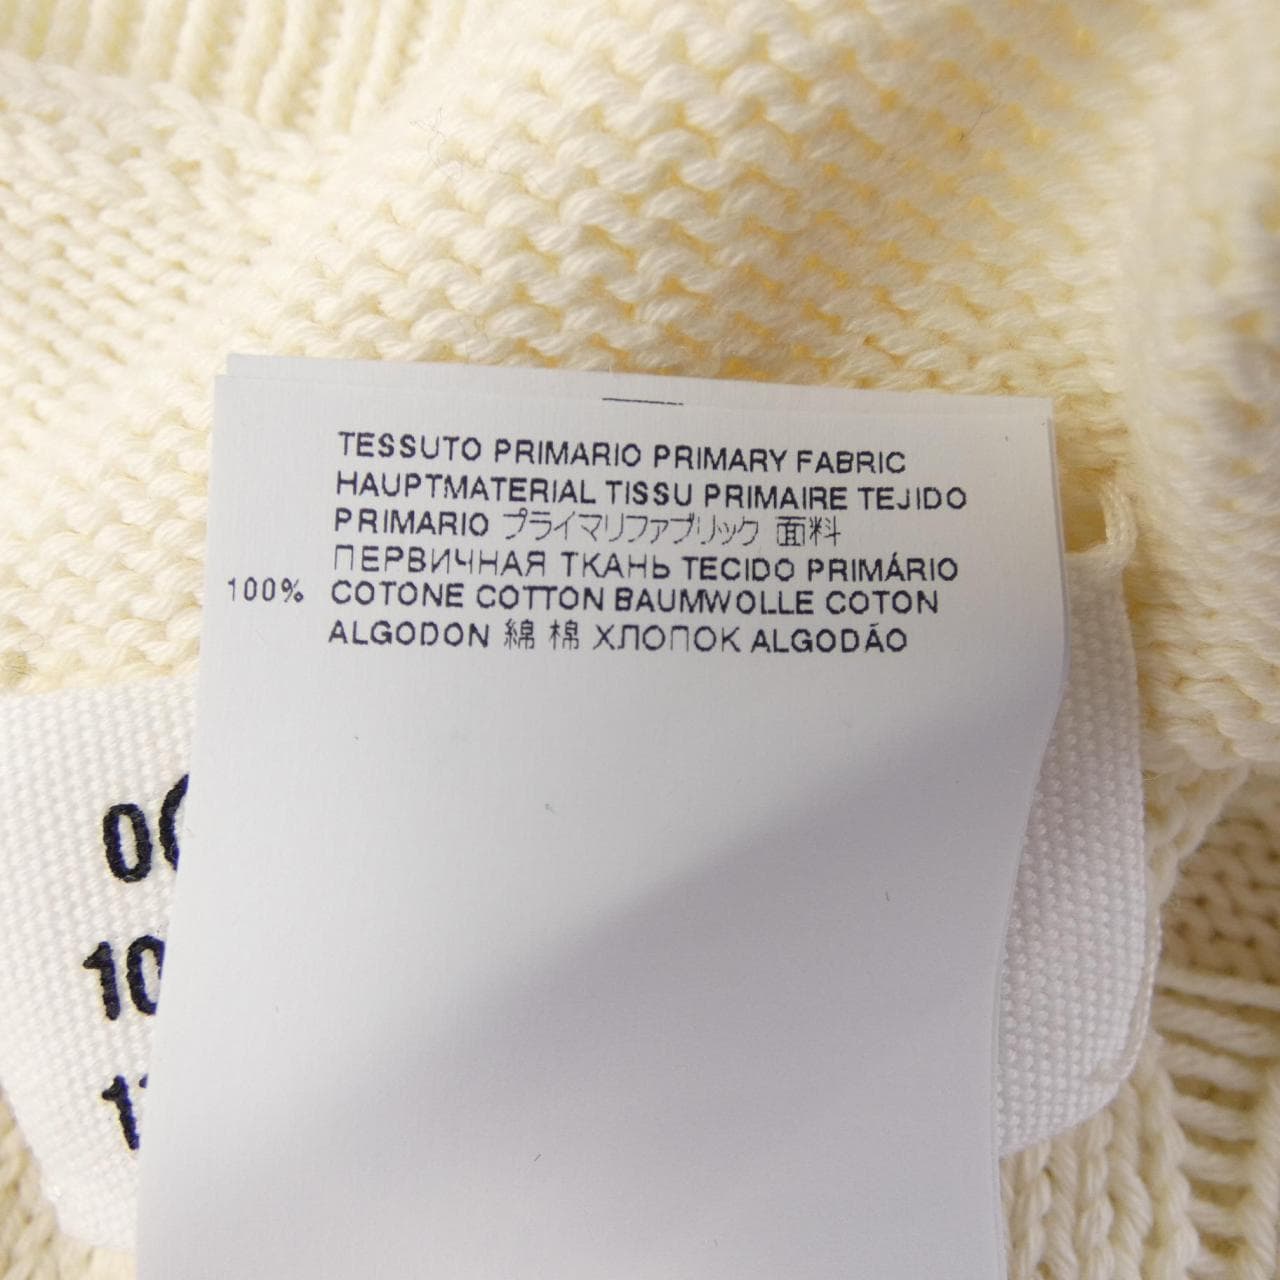 TESSUTO PRIMARIO PRIMARY FABRIC
HAUPTMATERIAL TISSU PRIMAIRE TEJIDO
PRIMARIO プライマリファブリック 面料
ПЕРВИЧНАЯ ТКАНЬ TECIDO PRIMÁRIO
100% COTONE COTTON BAUMWOLLE COTON
ALGODON 綿 棉 ХЛОПОК ALGODÃO